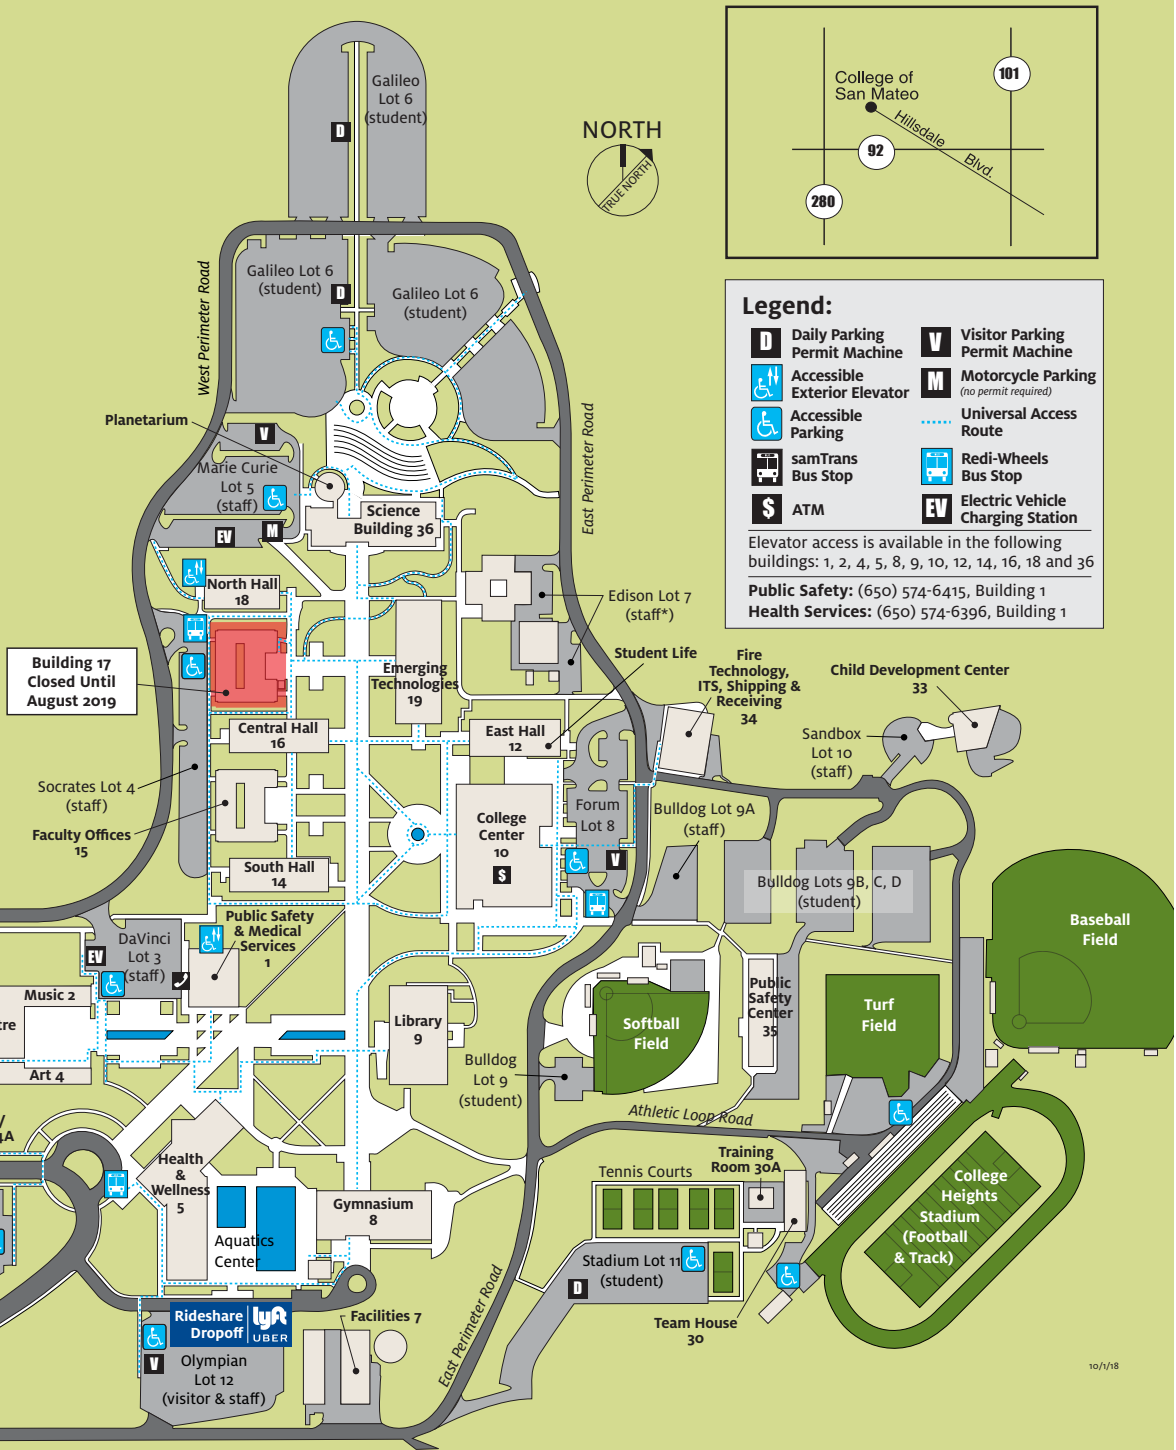 Galileo
Lot 6
(student)
D
NORTH
TRUE NORTH
College of
San Mateo
101
Hillsdale
Blvd.
92
280
West Perimeter Road
Galileo Lot 6
(student)
D
Galileo Lot 6
(student)
Legend:
D
Daily Parking
Permit Machine
V
Visitor Parking
Permit Machine
Accessible
Exterior Elevator
M
Motorcycle Parking
(no permit required)
Accessible
Parking
Universal Access
Route
samTrans
Bus Stop
Redi-Wheels
Bus Stop
$
ATM
EV
Electric Vehicle
Charging Station
Elevator access is available in the following
buildings: 1, 2, 4, 5, 8, 9, 10, 12, 14, 16, 18 and 36
Public Safety: (650) 574-6415, Building 1
Health Services: (650) 574-6396, Building 1
Planetarium
V
East Perimeter Road
Marie Curie
Lot 5
(staff)
EV
M
Science
Building 36
North Hall
18
Edison Lot 7
(staff*)
Building 17
Closed Until
August 2019
Emerging
Technologies
19
Student Life
Fire
Technology,
ITS, Shipping &
Receiving
34
Child Development Center
33
Central Hall
16
East Hall
12
Sandbox
Lot 10
(staff)
Socrates Lot 4
(staff)
Faculty Offices
15
College
Center
10
$
Forum
Lot 8
V
Bulldog Lot 9A
(staff)
South Hall
14
Bulldog Lots 9B, C, D
(student)
Baseball
Field
Public Safety
& Medical
Services
1
DaVinci
Lot 3
(staff)
EV
Music 2
tre
Art 4
Library
9
Softball
Field
Public
Safety
Center
35
Turf
Field
Bulldog
Lot 9
(student)
Athletic Loop Road
y
4A
Health
&
Wellness
5
Aquatics
Center
Gymnasium
8
Training
Room 30A
Tennis Courts
College
Heights
Stadium
(Football
& Track)
Stadium Lot 11
(student)
D
Team House
30
East Perimeter Road
Rideshare
Dropoff
lyft
UBER
Facilities 7
V
Olympian
Lot 12
(visitor & staff)
10/1/18